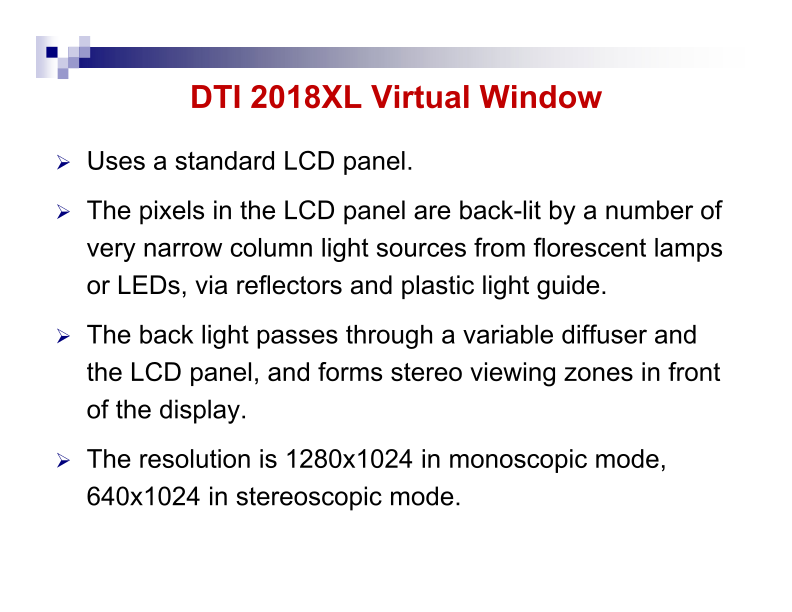 DTI 2018XL Virtual Window
Uses a standard LCD panel.
The pixels in the LCD panel are back-lit by a number of
very narrow column light sources from florescent lamps
or LEDs, via reflectors and plastic light guide.
The back light passes through a variable diffuser and
the LCD panel, and forms stereo viewing zones in front
of the display.
The resolution is 1280x1024 in monoscopic mode,
640x1024 in stereoscopic mode.